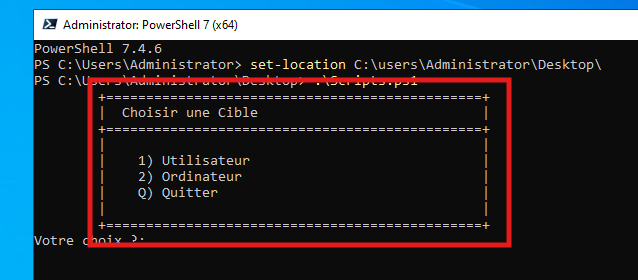 Administrator: PowerShell 7 (x64)
PowerShell 7.4.6
PS C:\Users\Administrator> set-location C:\users\Administrator\Desktop\
PS C:\Users\Administrator\Desktop> .\Scripts.ps1
+===============================================+
| Choisir une Cible |
+===============================================+
| |
| 1) Utilisateur |
| 2) Ordinateur |
| Q) Quitter |
| |
+===============================================+
Votre choix ?: